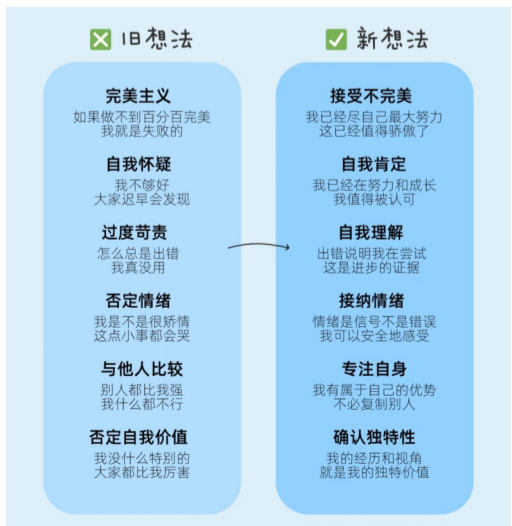 旧想法
完美主义
如果做不到百分百完美
我就是失败的
自我怀疑
我不够好
大家迟早会发现
过度苛责
怎么总是出错
我真没用
否定情绪
我是不是很矫情
这点小事都会哭
与他人比较
别人都比我强
我什么都不行
否定自我价值
我没什么特别的
大家都比我厉害
新想法
接受不完美
我已经尽自己最大努力
这已经值得骄傲了
自我肯定
我已经在努力和成长
我值得被认可
自我理解
出错说明我在尝试
这是进步的证据
接纳情绪
情绪是信号不是错误
我可以安全地感受
专注自身
我有属于自己的优势
不必复制别人
确认独特性
我的经历和视角
就是我的独特价值